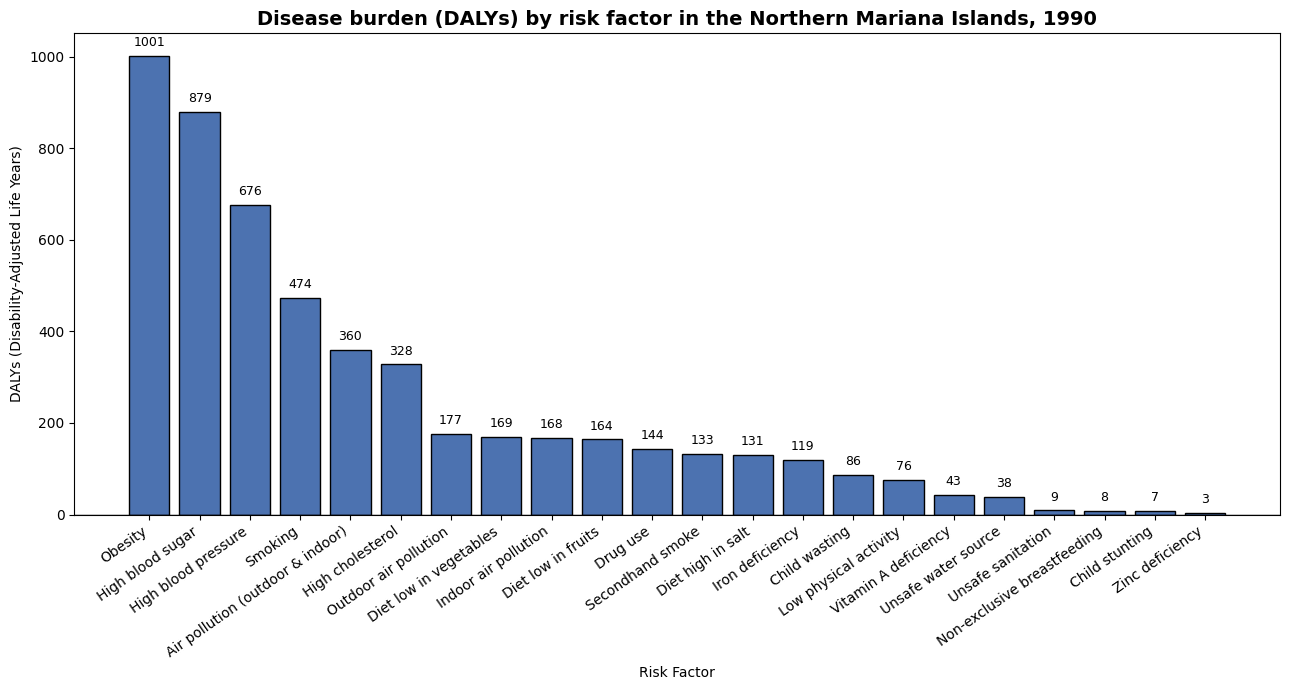 Disease burden (DALYs) by risk factor in the Northern Mariana Islands, 1990
DALYs (Disability-Adjusted Life Years)
1000
800
600
400
200
0
1001
879
676
474
360
328
177
169
168
164
144
133
131
119
86
76
43
38
9
8
7
3
Obesity
High blood sugar
High blood pressure
Smoking
Air pollution (outdoor & indoor)
High cholesterol
Outdoor air pollution
Diet low in vegetables
Indoor air pollution
Diet low in fruits
Drug use
Secondhand smoke
Diet high in salt
Iron deficiency
Child wasting
Low physical activity
Vitamin A deficiency
Unsafe water source
Unsafe sanitation
Non-exclusive breastfeeding
Child stunting
Zinc deficiency
Risk Factor